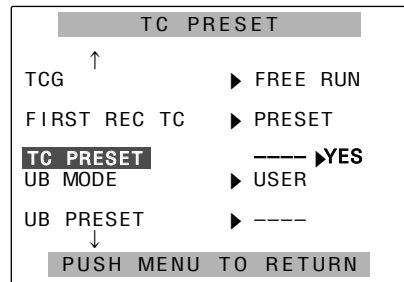 TC PRESET
↑
TCG ▶ FREE RUN
FIRST REC TC ▶ PRESET
TC PRESET ---- ▶YES
UB MODE ▶ USER
UB PRESET ▶ ----
↓
PUSH MENU TO RETURN